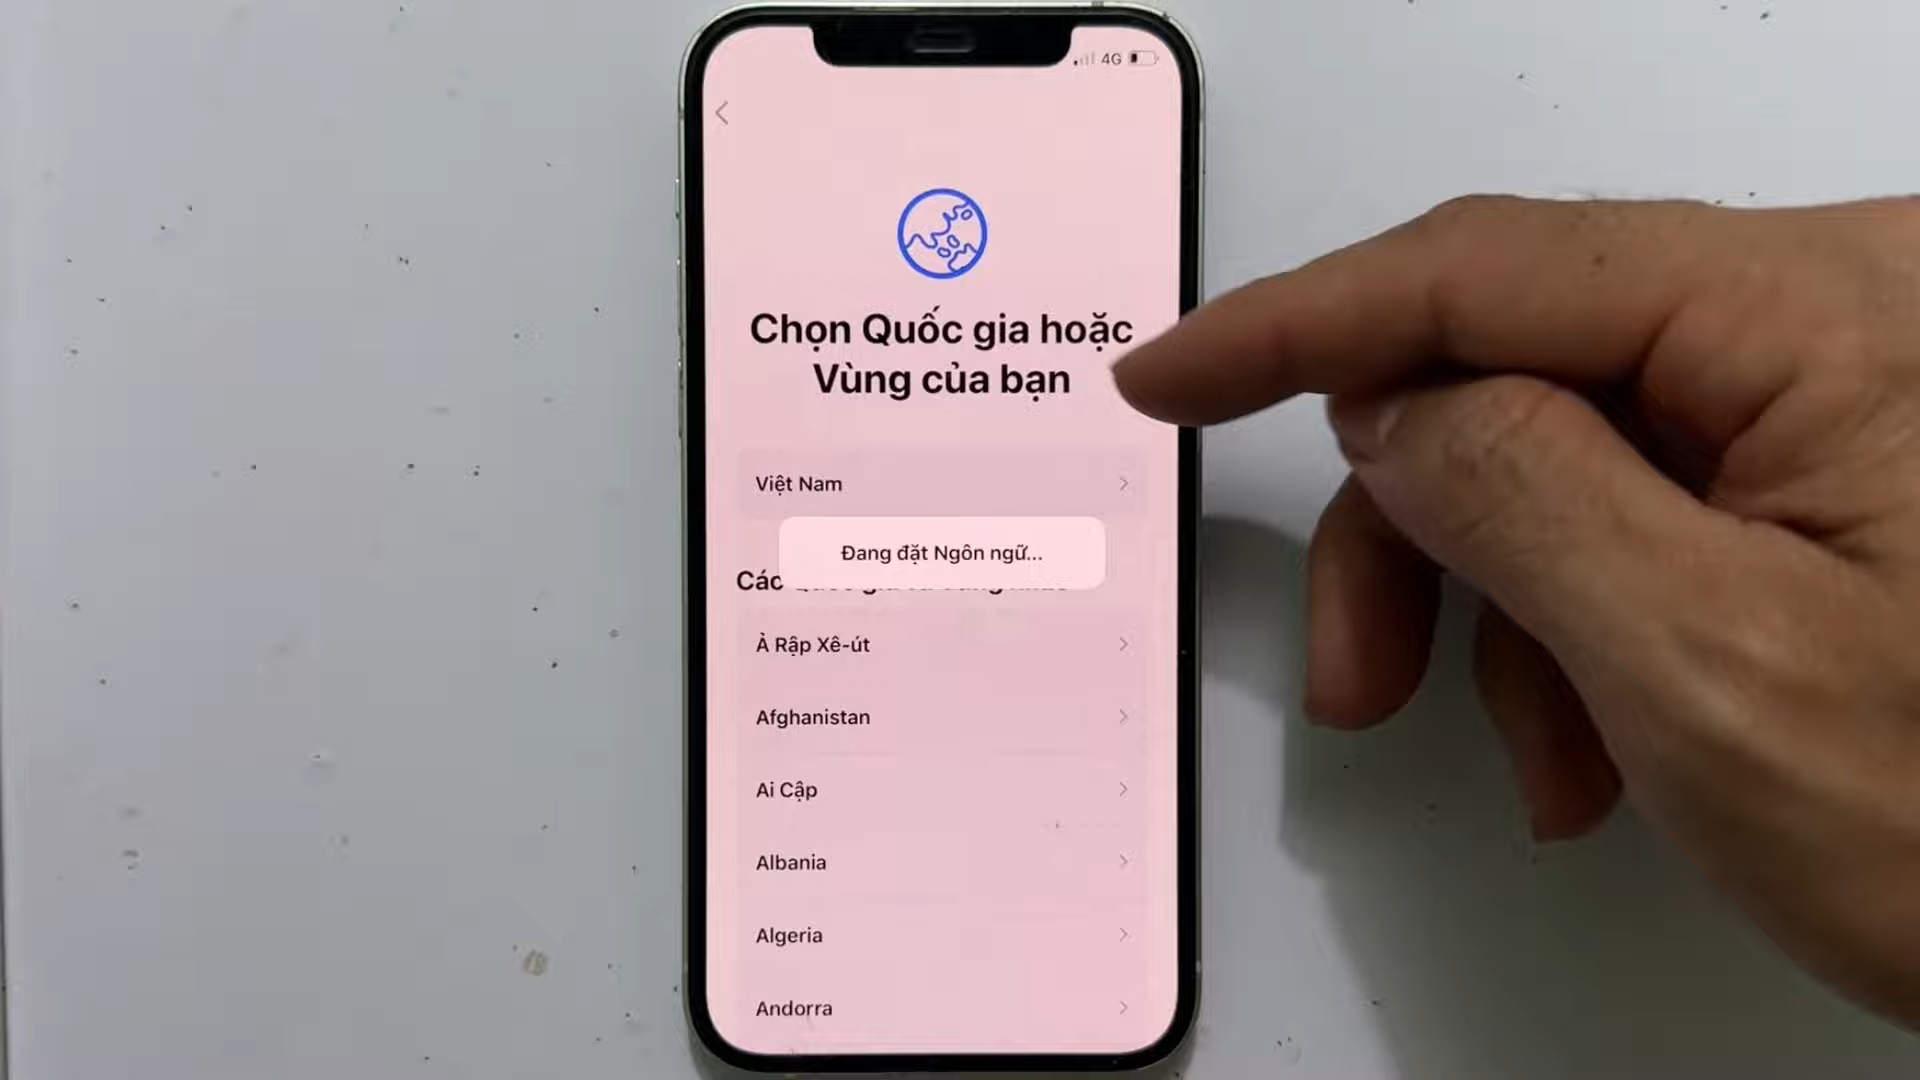 4G
Chọn Quốc gia hoặc
Vùng của bạn
Việt Nam
Đang đặt Ngôn ngữ...
Các
Ả Rập Xê-út
Afghanistan
Ai Cập
Albania
Algeria
Andorra